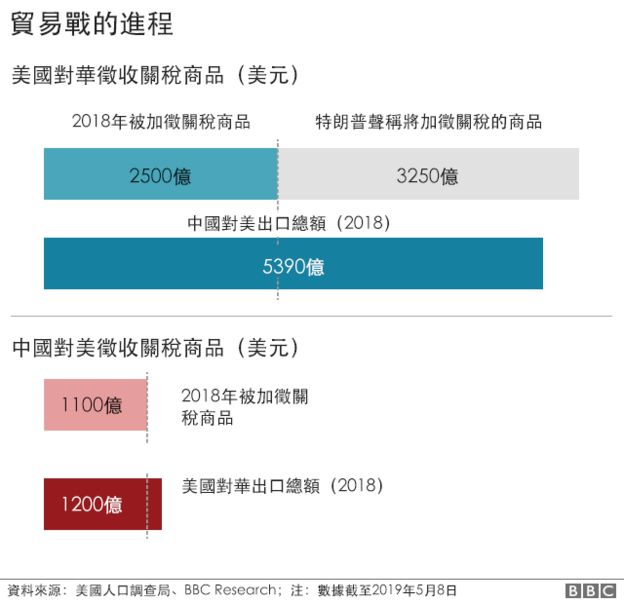 貿易戰的進程
美國對華徵收關稅商品（美元）
2018年被加徵關稅商品
特朗普聲稱將加徵關稅的商品
2500億
3250億
中國對美出口總額（2018）
5390億
中國對美徵收關稅商品（美元）
1100億
2018年被加徵關
稅商品
1200億
美國對華出口總額（2018）
資料來源：美國人口調查局、BBC Research；注：數據截至2019年5月8日
BBC